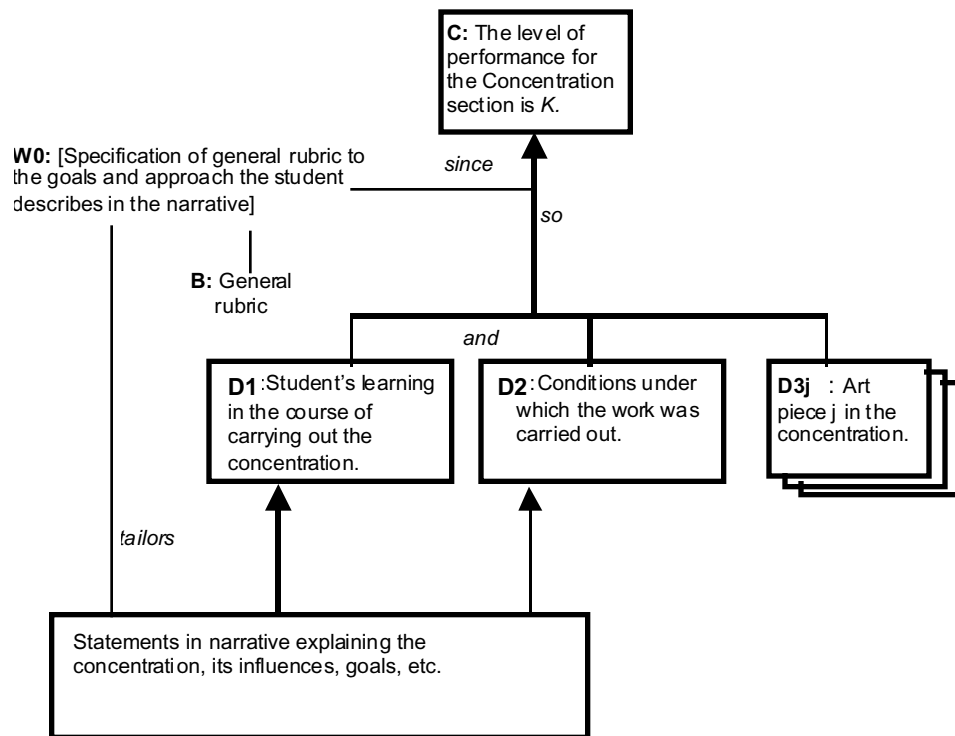 C: The level of
performance for
the Concentration
section is K.
W0: [Specification of general rubric to
the goals and approach the student
describes in the narrative]
since
so
B: General
rubric
and
D1 :Student's learning
in the course of
carrying out the
concentration.
D2 :Conditions under
which the work was
carried out.
D3j : Art
piece j in the
concentration.
tailors
Statements in narrative explaining the
concentration, its influences, goals, etc.